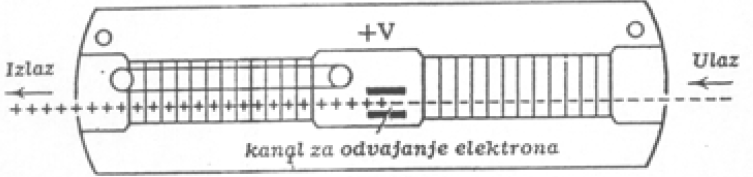 +V
Izlaz
Ulaz
+++++++++++++++++++++++++++++ – – – – – – – – – – – – – – – – – – – –
kanal za odvajanje elektrona